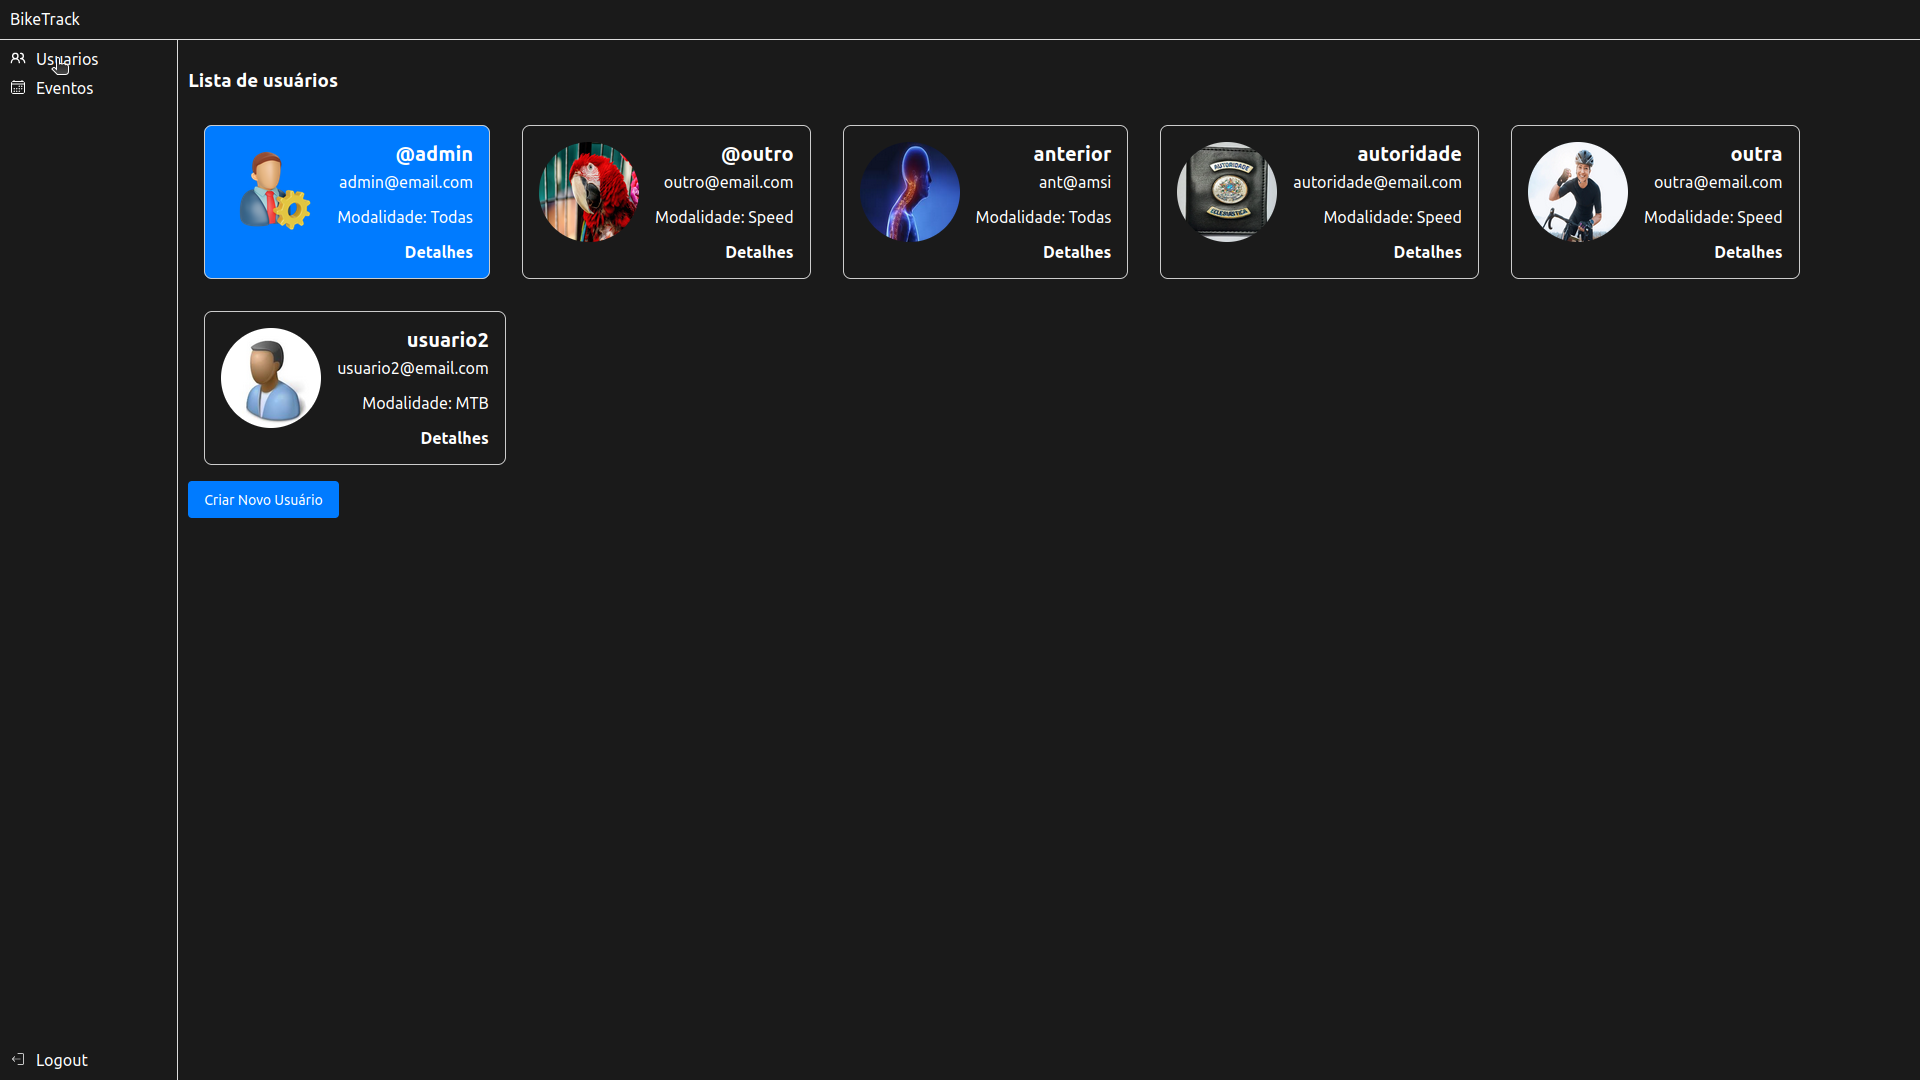 BikeTrack
Usuarios
Eventos
Lista de usuários
@admin
admin@email.com
Modalidade: Todas
Detalhes
@outro
outro@email.com
Modalidade: Speed
Detalhes
anterior
ant@amsi
Modalidade: Todas
Detalhes
AUTORIDADE
ECLESIÁSTICA
autoridade
autoridade@email.com
Modalidade: Speed
Detalhes
outra
outra@email.com
Modalidade: Speed
Detalhes
usuario2
usuario2@email.com
Modalidade: MTB
Detalhes
Criar Novo Usuário
Logout